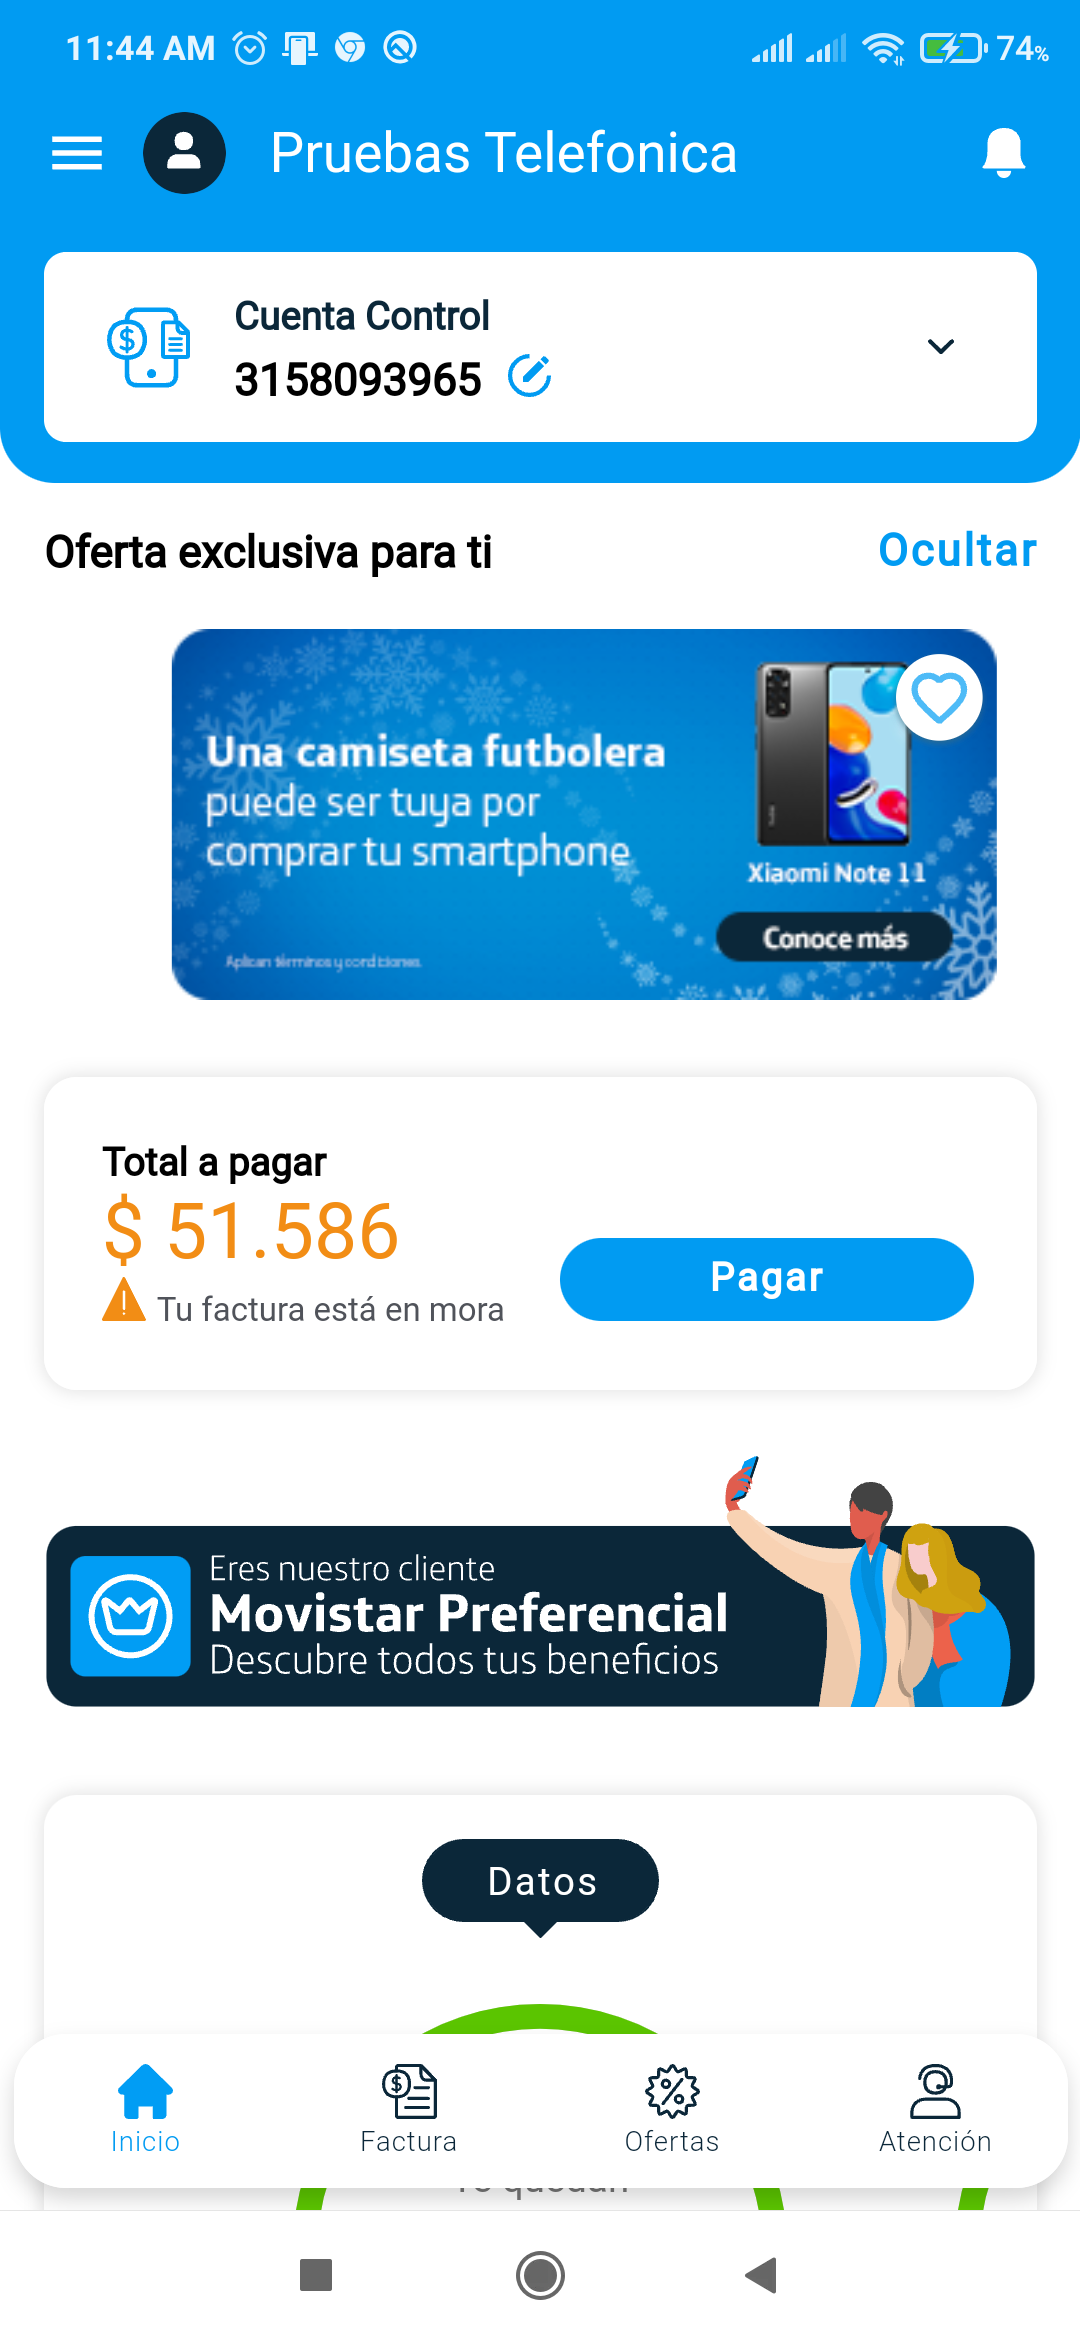 11:44 AM
74%
Pruebas Telefonica
Cuenta Control
3158093965
Oferta exclusiva para ti
Ocultar
Una camiseta futbolera
puede ser tuya por
comprar tu smartphone
Xiaomi Note 11
Conoce más
Aplican términos y condiciones
Total a pagar
$ 51.586
Tu factura está en mora
Pagar
Eres nuestro cliente
Movistar Preferencial
Descubre todos tus beneficios
Datos
Te quedan
Inicio
Factura
Ofertas
Atención